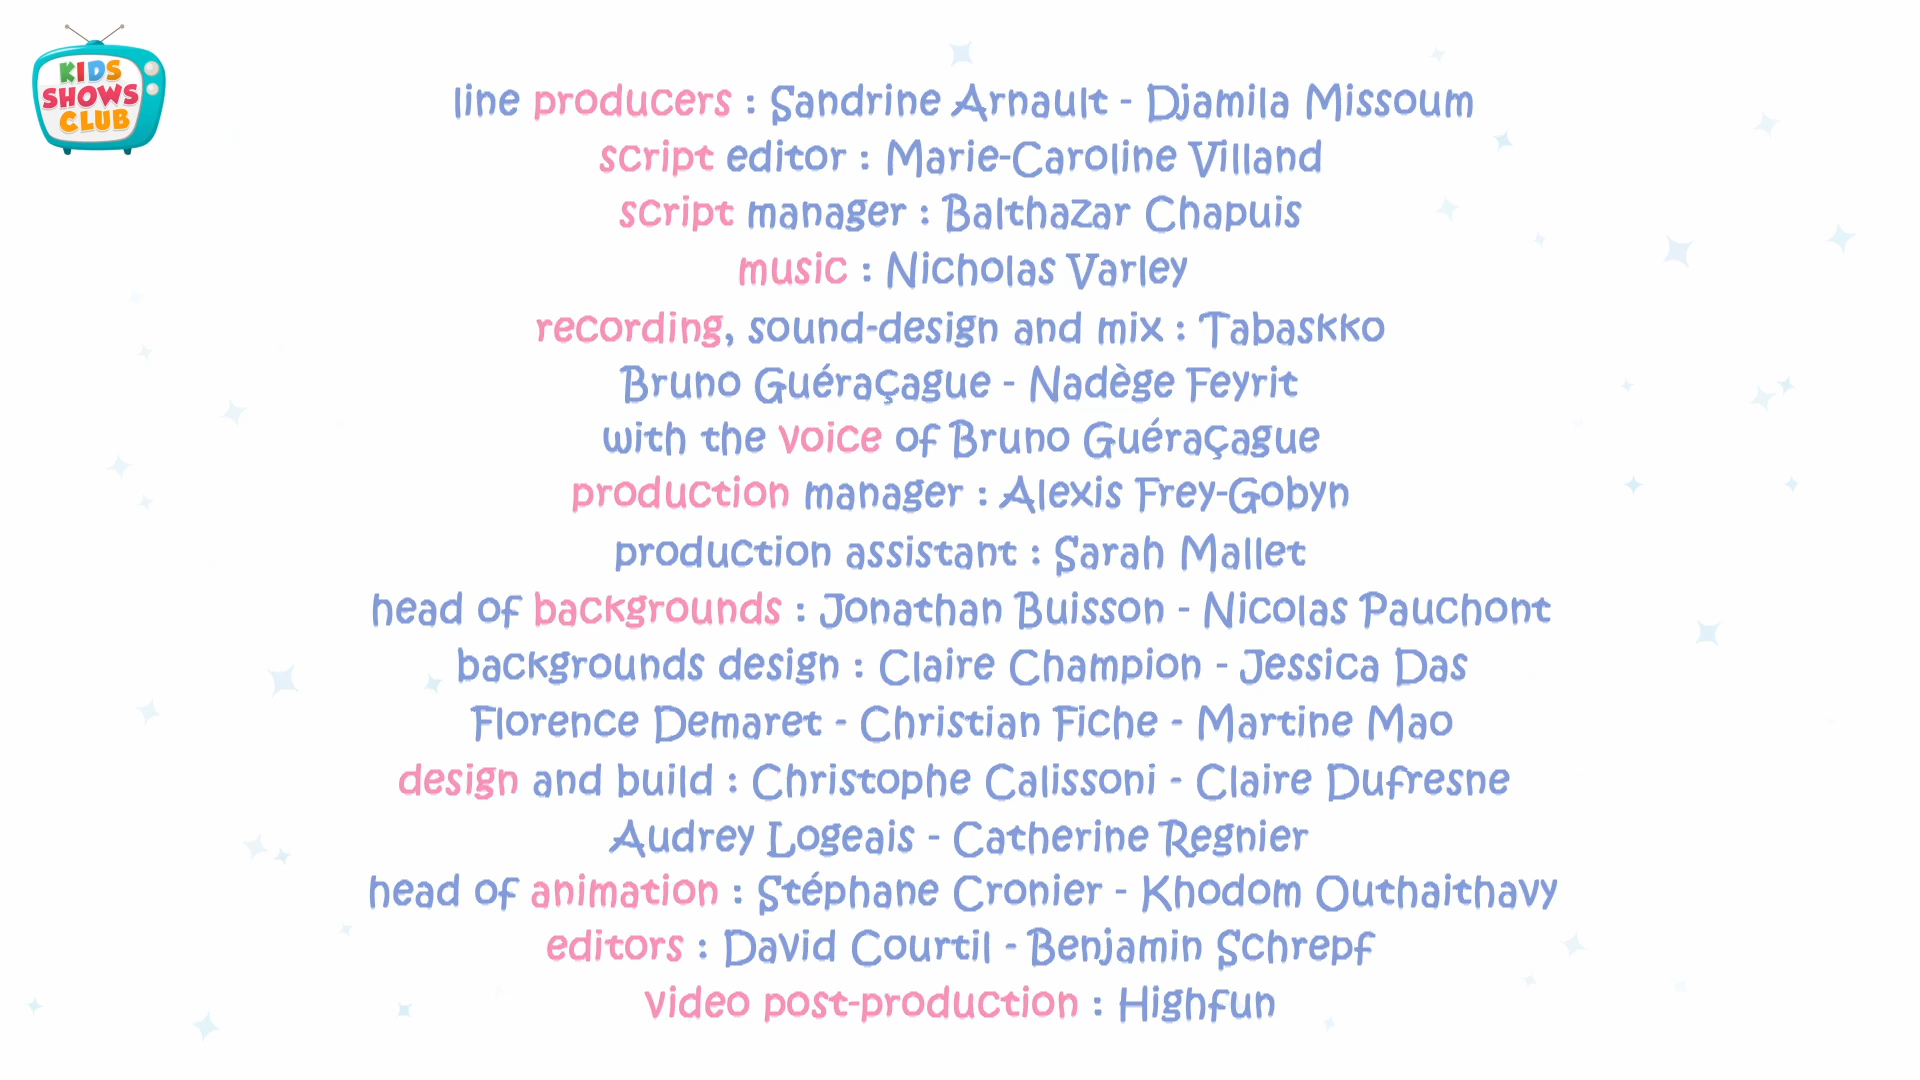 KIDS
SHOWS
CLUB
line producers : Sandrine Arnault - Djamila Missoum
script editor : Marie-Caroline Villand
script manager : Balthazar Chapuis
music : Nicholas Varley
recording, sound-design and mix : Tabaskko
Bruno Guéraçague - Nadège Feyrit
with the voice of Bruno Guéraçague
production manager : Alexis Frey-Gobyn
production assistant : Sarah Mallet
head of backgrounds : Jonathan Buisson - Nicolas Pauchont
backgrounds design : Claire Champion - Jessica Das
Florence Demaret - Christian Fiche - Martine Mao
design and build : Christophe Calissoni - Claire Dufresne
Audrey Logeais - Catherine Regnier
head of animation : Stéphane Cronier - Khodom Outhaithavy
editors : David Courtil - Benjamin Schrepf
video post-production : Highfun